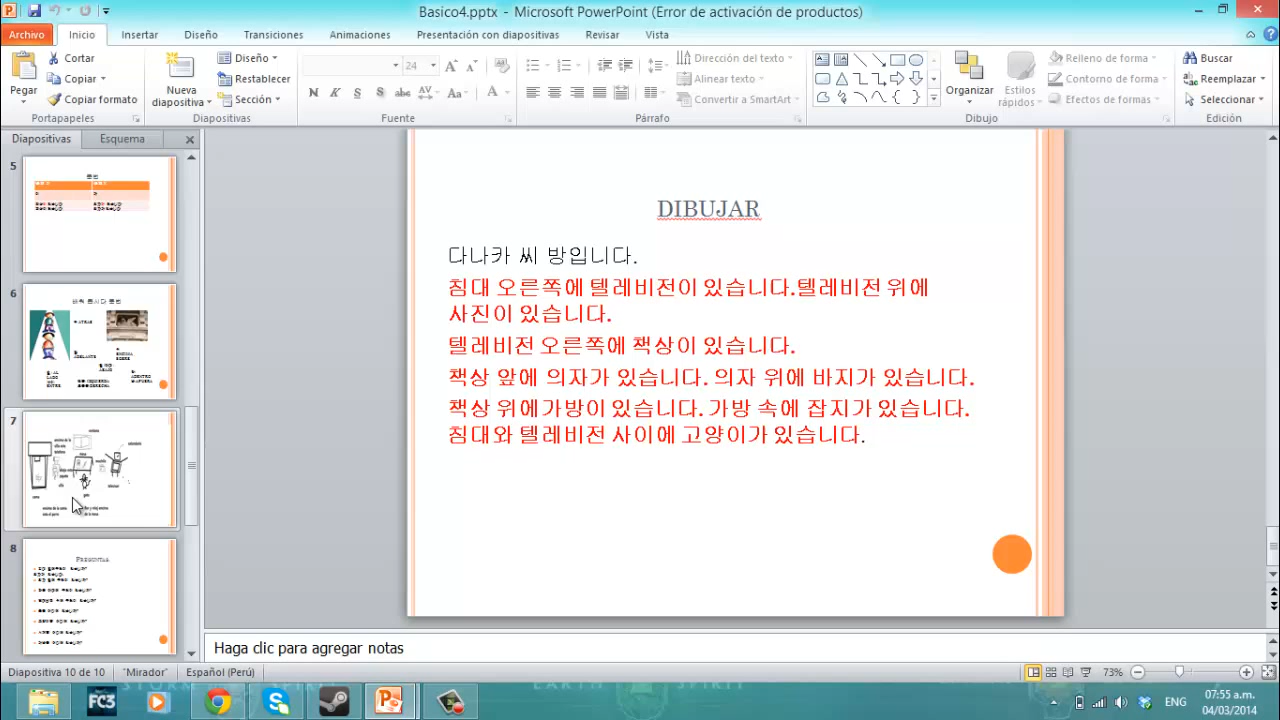 Basico4.pptx - Microsoft PowerPoint (Error de activación de productos)
Archivo Inicio Insertar Diseño Transiciones Animaciones Presentación con diapositivas Revisar Vista
Pegar
Cortar
Copiar
Copiar formato
Portapapeles
Nueva diapositiva
Diseño
Restablecer
Sección
Diapositivas
24
N K S S abc AV Aa A
Fuente
Dirección del texto
Alinear texto
Convertir a SmartArt
Párrafo
Organizar
Estilos rápidos
Relleno de forma
Contorno de forma
Efectos de formas
Dibujo
Buscar
Reemplazar
Seleccionar
Edición
Diapositivas Esquema
5
6
7
8
DIBUJAR
다나카 씨 방입니다.
침대 오른쪽에 텔레비전이 있습니다.텔레비전 위에
사진이 있습니다.
텔레비전 오른쪽에 책상이 있습니다.
책상 앞에 의자가 있습니다. 의자 위에 바지가 있습니다.
책상 위에가방이 있습니다. 가방 속에 잡지가 있습니다.
침대와 텔레비전 사이에 고양이가 있습니다.
Haga clic para agregar notas
Diapositiva 10 de 10 "Mirador" Español (Perú) 73%
FC3
ENG
07:55 a.m.
04/03/2014